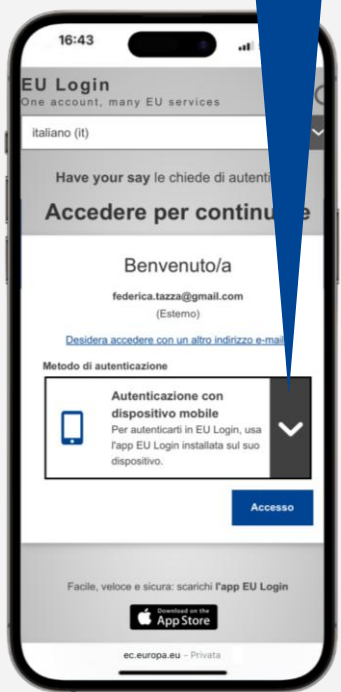 16:43
EU Login
One account, many EU services
italiano (it)
Have your say le chiede di
Accedere per
Benvenuto/a
federica.tazza@gmail.com
(Esterno)
Desidera accedere con un altro indirizzo
Metodo di autenticazione
Autenticazione con
dispositivo mobile
Per autenticarti in EU Login, usa
l'app EU Login installata sul suo
dispositivo.
Accesso
Facile, veloce e sicura: scarichi l'app EU Login
Download on the
App Store
ec.europa.eu – Privata